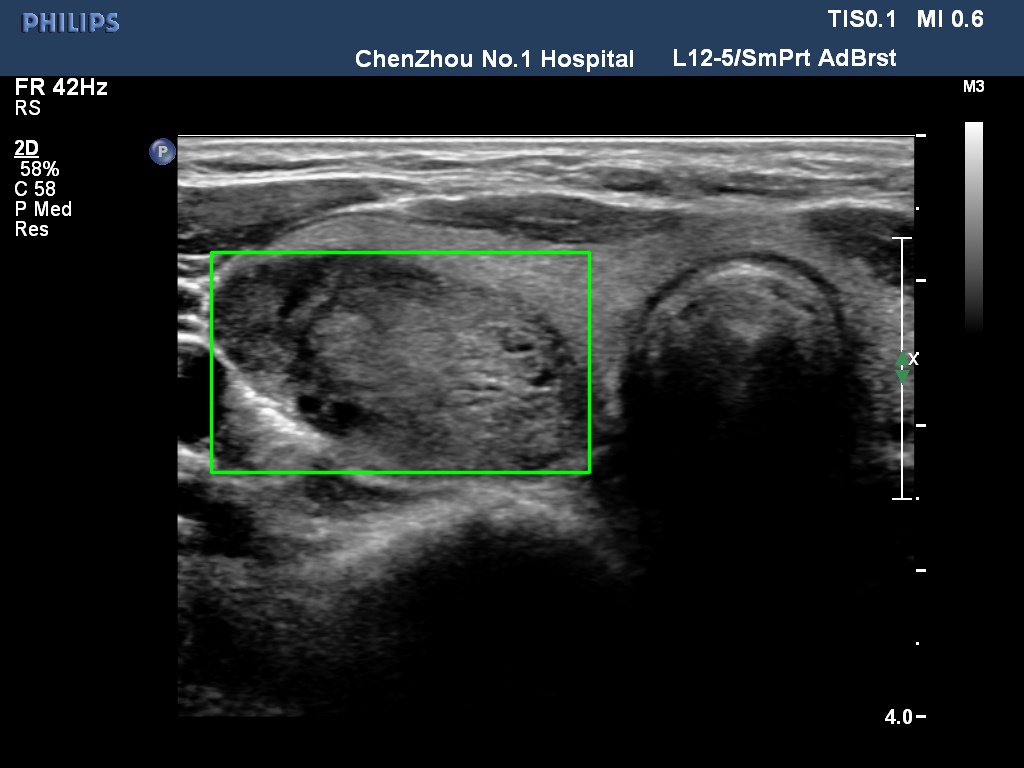 PHILIPS
TIS0.1 MI 0.6
ChenZhou No.1 Hospital L12-5/SmPrt AdBrst
FR 42Hz
RS
M3
2D
58%
C 58
P Med
Res
P
X
4.0